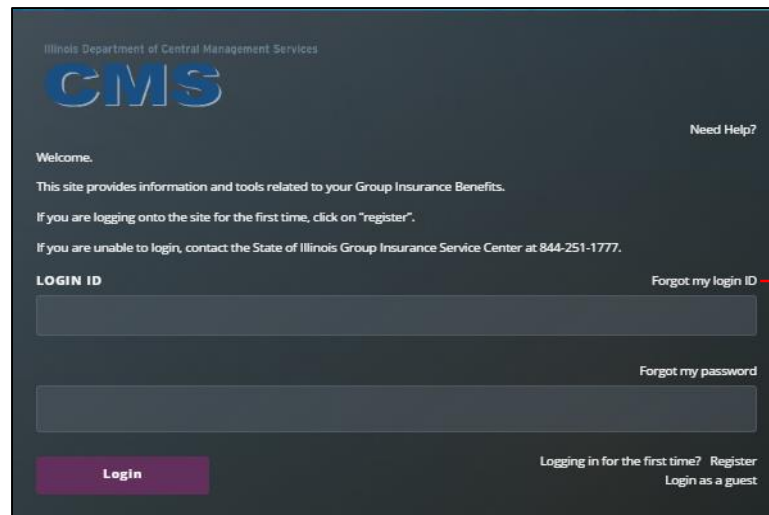 Illinois Department of Central Management Services
CMS
Need Help?
Welcome.
This site provides information and tools related to your Group Insurance Benefits.
If you are logging onto the site for the first time, click on "register".
If you are unable to login, contact the State of Illinois Group Insurance Service Center at 844-251-1777.
LOGIN ID Forgot my login ID
Forgot my password
Logging in for the first time? Register
Login
Login as a guest